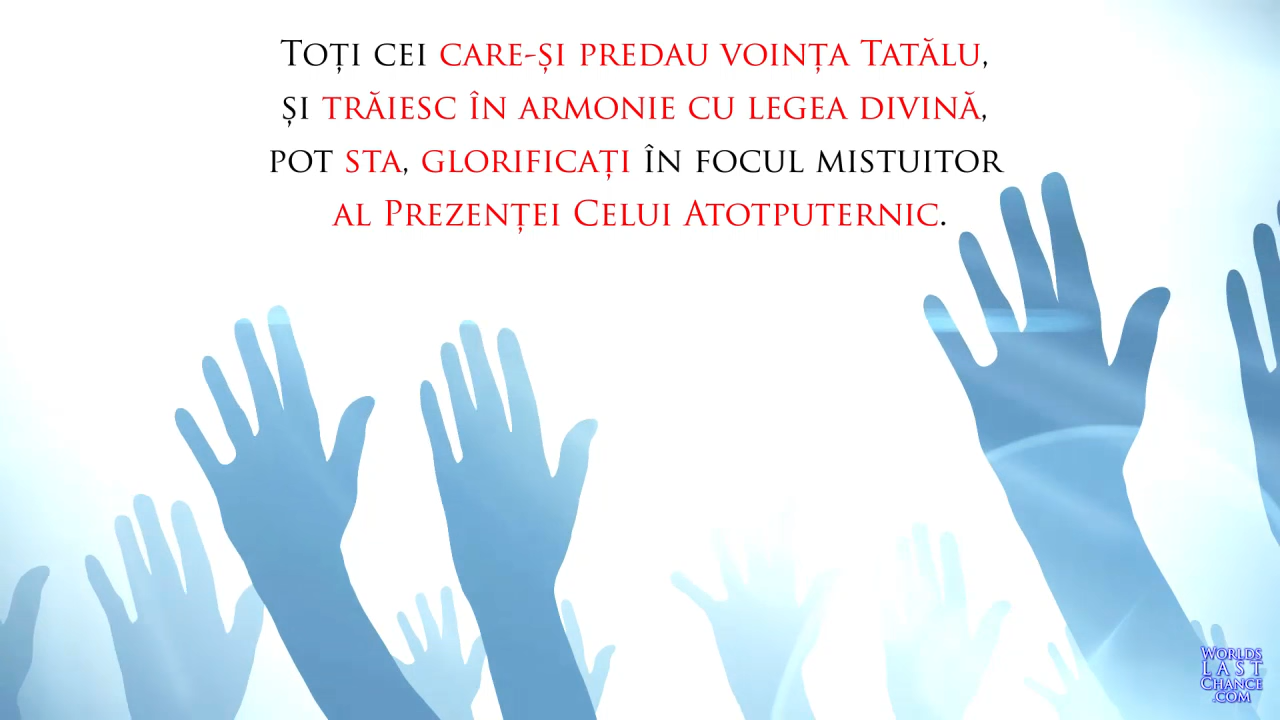 Toți cei care-și predau voința Tatălu,
și trăiesc în armonie cu legea divină,
pot sta, glorificați în focul mistuitor
al Prezenței Celui Atotputernic.
Worlds
Last
Chance
.com